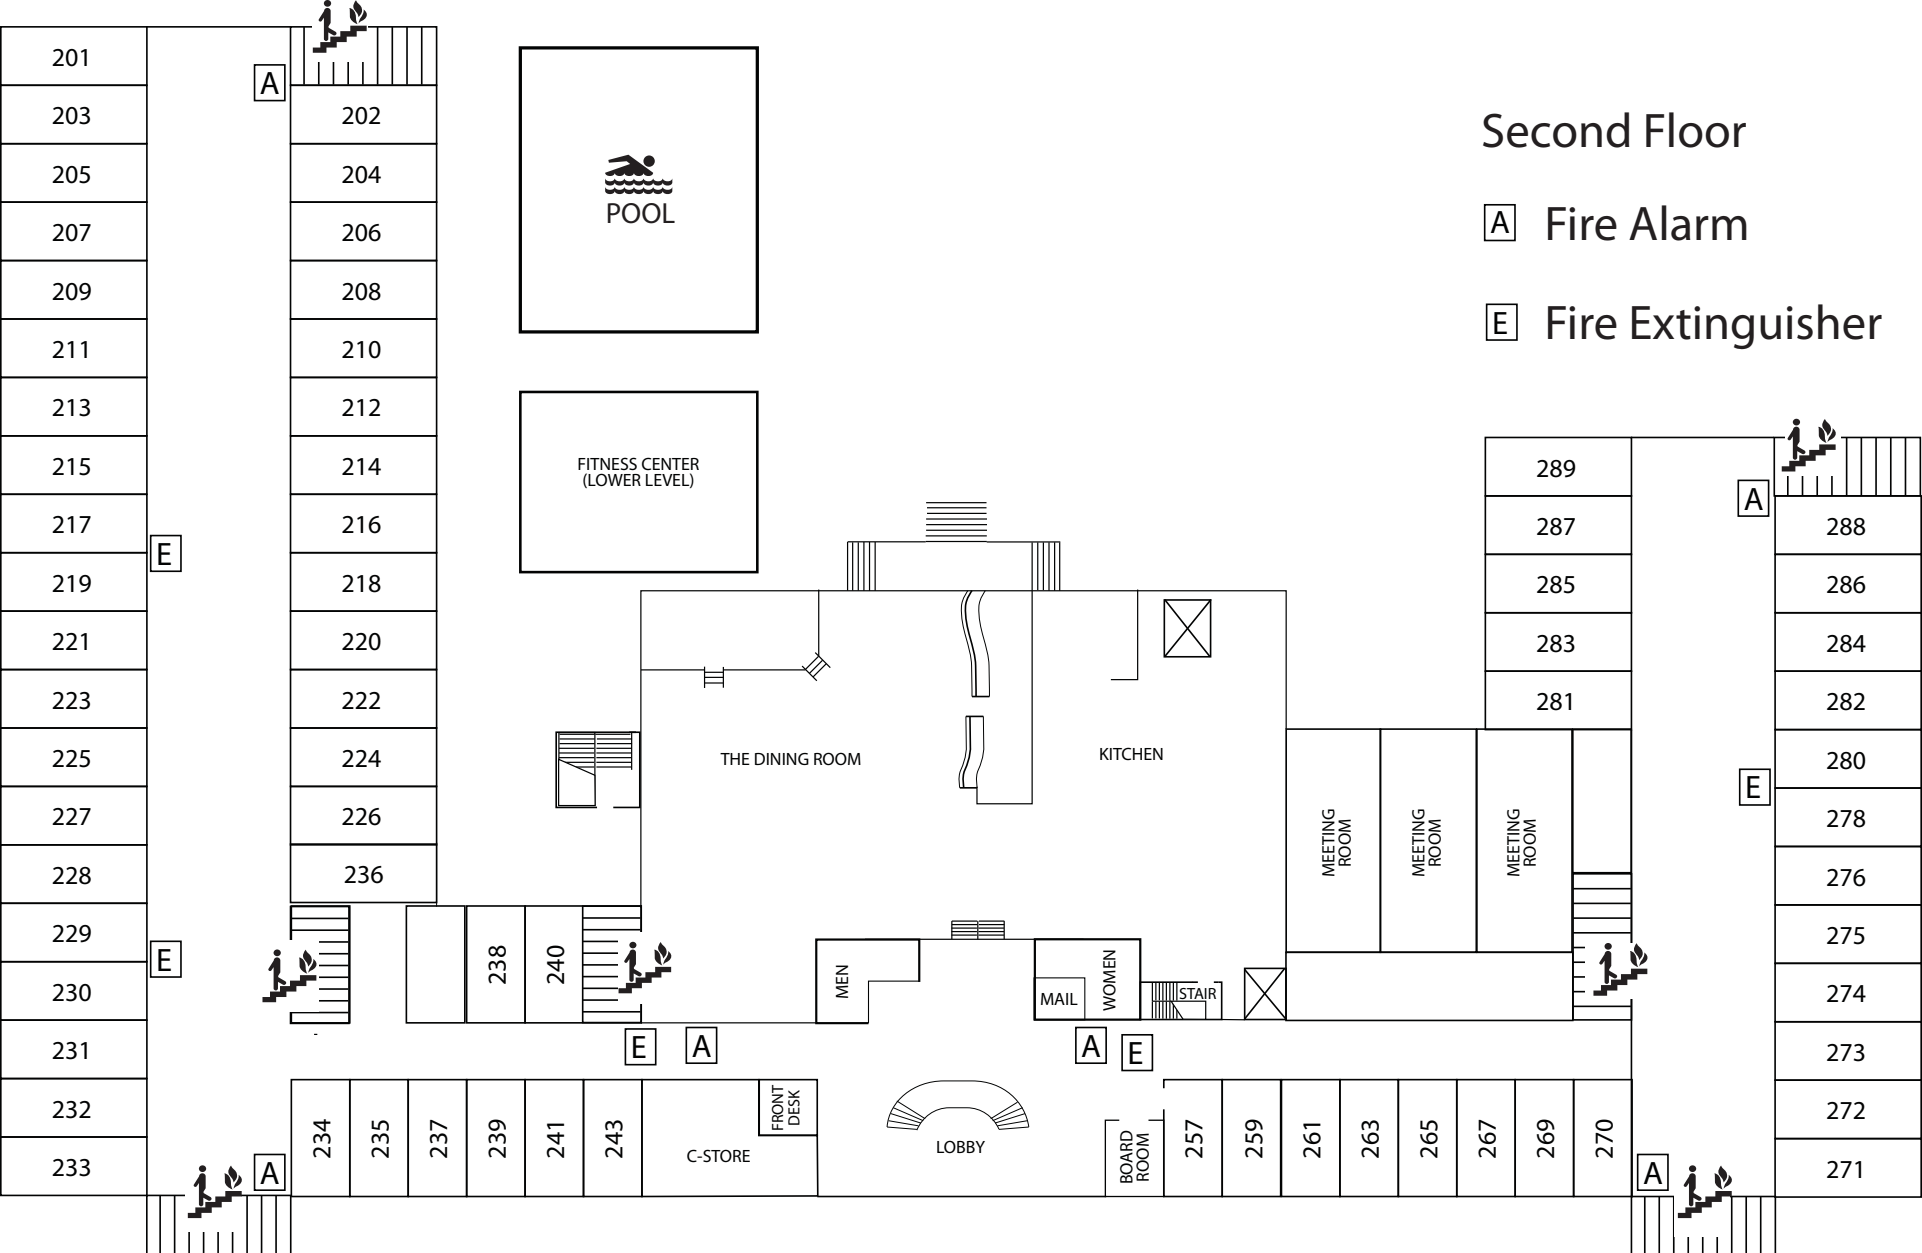 Second Floor
A Fire Alarm
E Fire Extinguisher
201
203
205
207
209
211
213
215
217
219
221
223
225
227
228
229
230
231
232
233
A
E
E
A
202
204
206
208
210
212
214
216
218
220
222
224
226
236
POOL
FITNESS CENTER
(LOWER LEVEL)
THE DINING ROOM
KITCHEN
238
240
MEN
MAIL
WOMEN
STAIR
MEETING
ROOM
MEETING
ROOM
MEETING
ROOM
E
A
A
E
234
235
237
239
241
243
C-STORE
FRONT
DESK
LOBBY
BOARD
ROOM
257
259
261
263
265
267
269
270
289
287
285
283
281
A
E
A
288
286
284
282
280
278
276
275
274
273
272
271